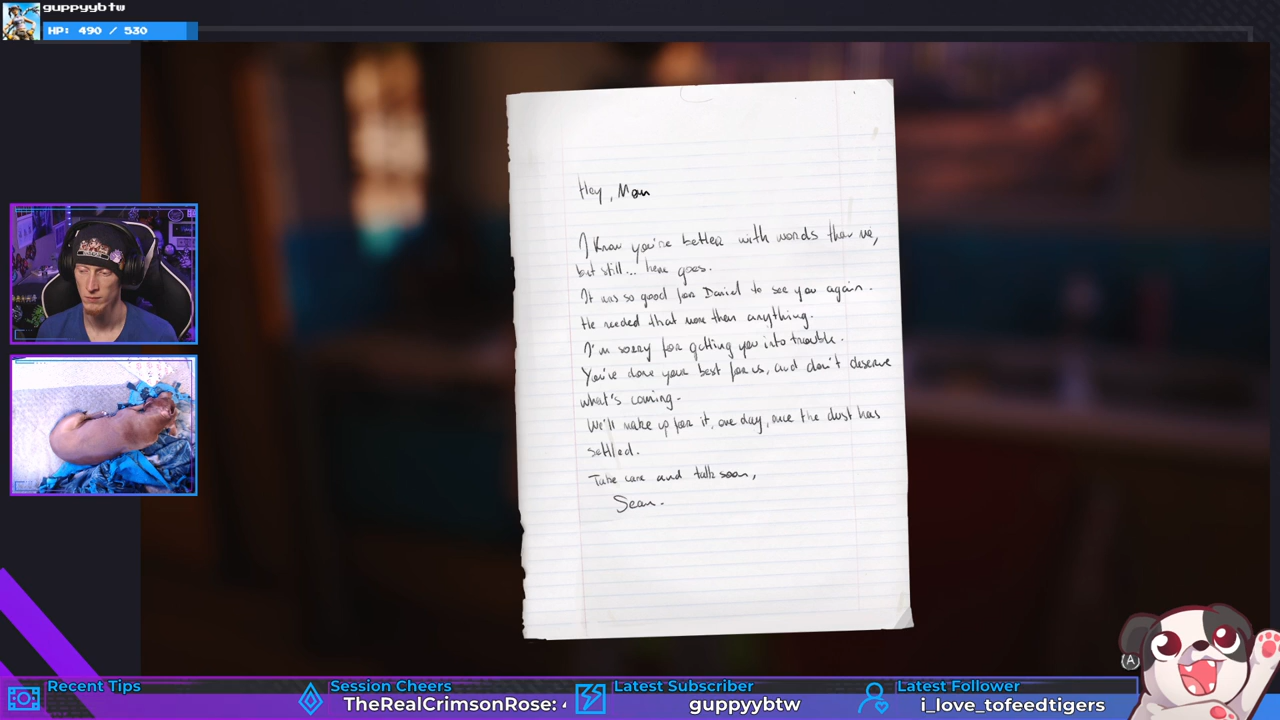 guppyybtw
HP: 490 / 530
Hey, Mom
I know you're better with words than me,
but still... here goes.
It was so good for Daniel to see you again.
He needed that more than anything.
I'm sorry for getting you into trouble.
You've done your best for us, and don't deserve
what's coming.
We'll make up for it, one day, once the dust has
settled.
Take care and talk soon,
Sean.
A
Recent Tips
Session Cheers
TheRealCrimsonRose:
Latest Subscriber
guppyybtw
Latest Follower
i_love_tofeedtigers